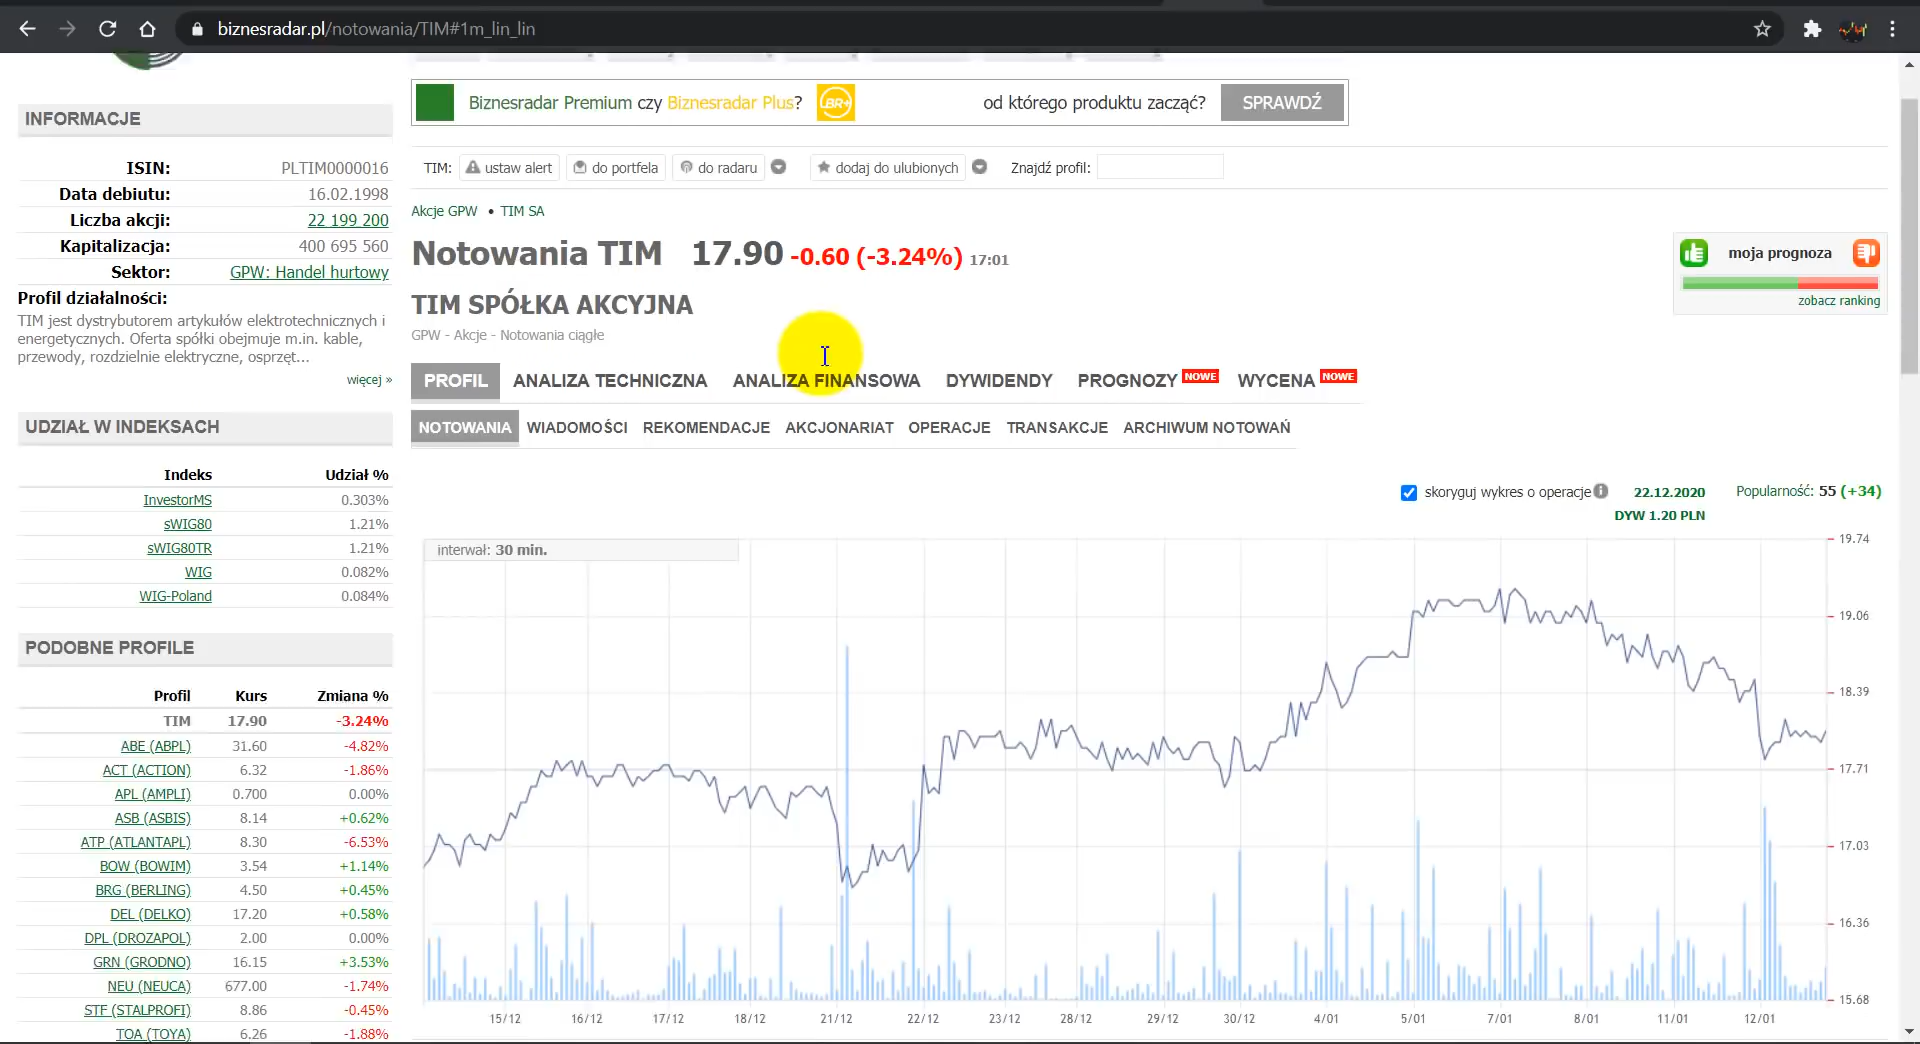 biznesradar.pl/notowania/TIM#1m_lin_lin
Biznesradar Premium czy Biznesradar Plus? BR+ od którego produktu zacząć? SPRAWDŹ
INFORMACJE
ISIN: PLTIM0000016
Data debiutu: 16.02.1998
Liczba akcji: 22 199 200
Kapitalizacja: 400 695 560
Sektor: GPW: Handel hurtowy
Profil działalności:
TIM jest dystrybutorem artykułów elektrotechnicznych i
energetycznych. Oferta spółki obejmuje m.in. kable,
przewody, rozdzielnie elektryczne, osprzęt...
więcej »
UDZIAŁ W INDEKSACH
Indeks Udział %
InvestorMS 0.303%
sWIG80 1.21%
sWIG80TR 1.21%
WIG 0.082%
WIG-Poland 0.084%
PODOBNE PROFILE
Profil Kurs Zmiana %
TIM 17.90 -3.24%
ABE (ABPL) 31.60 -4.82%
ACT (ACTION) 6.32 -1.86%
APL (AMPLI) 0.700 0.00%
ASB (ASBIS) 8.14 +0.62%
ATP (ATLANTAPL) 8.30 -6.53%
BOW (BOWIM) 3.54 +1.14%
BRG (BERLING) 4.50 +0.45%
DEL (DELKO) 17.20 +0.58%
DPL (DROZAPOL) 2.00 0.00%
GRN (GRODNO) 16.15 +3.53%
NEU (NEUCA) 677.00 -1.74%
STF (STALPROFI) 8.86 -0.45%
TOA (TOYA) 6.26 -1.88%
TIM: ustaw alert do portfela do radaru dodaj do ulubionych Znajdź profil:
Akcje GPW • TIM SA
Notowania TIM 17.90 -0.60 (-3.24%) 17:01
TIM SPÓŁKA AKCYJNA
GPW - Akcje - Notowania ciągłe
moja prognoza
zobacz ranking
PROFIL ANALIZA TECHNICZNA ANALIZA FINANSOWA DYWIDENDY PROGNOZY NOWE WYCENA NOWE
NOTOWANIA WIADOMOŚCI REKOMENDACJE AKCJONARIAT OPERACJE TRANSAKCJE ARCHIWUM NOTOWAŃ
skoryguj wykres o operacje 22.12.2020 Popularność: 55 (+34)
DYW 1.20 PLN
interwał: 30 min.
19.74
19.06
18.39
17.71
17.03
16.36
15.68
15/12 16/12 17/12 18/12 21/12 22/12 23/12 28/12 29/12 30/12 4/01 5/01 7/01 8/01 11/01 12/01